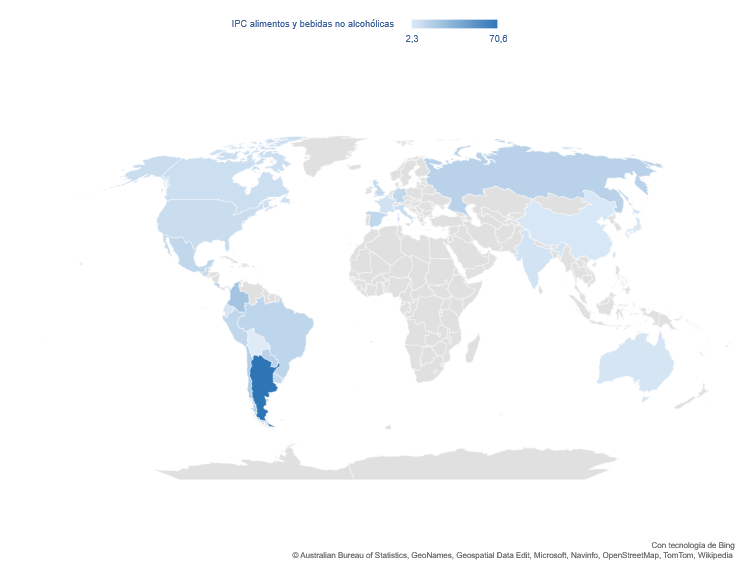 IPC alimentos y bebidas no alcohólicas
2,3 70,6
Con tecnología de Bing
© Australian Bureau of Statistics, GeoNames, Geospatial Data Edit, Microsoft, Navinfo, OpenStreetMap, TomTom, Wikipedia